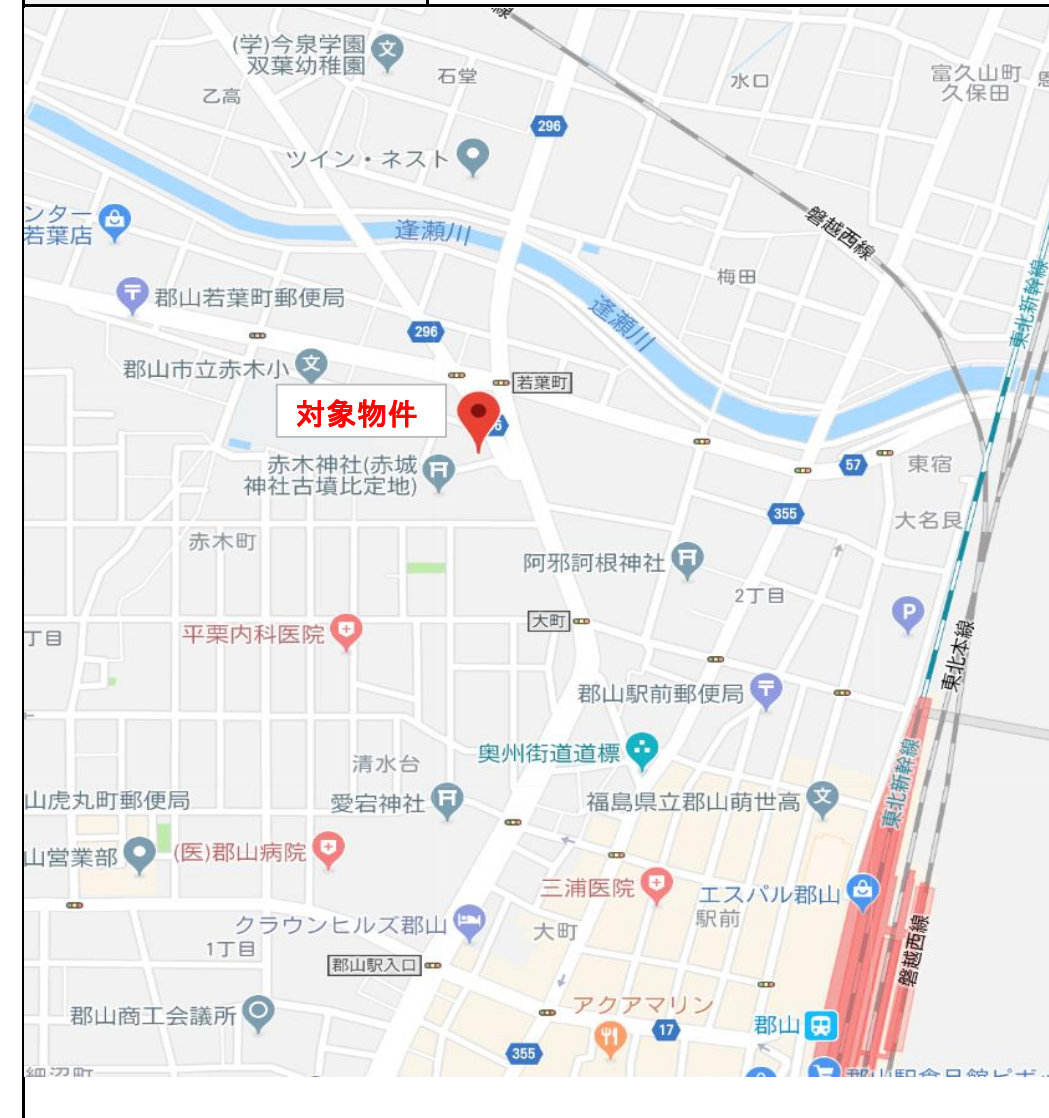 (学)今泉学園
双葉幼稚園
石堂
乙高
水口
富久山町
久保田
296
ツイン・ネスト
ンター
若葉店
逢瀬川
磐越西線
梅田
東北新幹線
郡山若葉町郵便局
逢瀬川
296
郡山市立赤木小
若葉町
対象物件
6
赤木神社(赤城
神社古墳比定地)
57
東宿
355
大名艮
赤木町
阿邪訶根神社
2丁目
P
大町
丁目
平栗内科医院
東北本線
郡山駅前郵便局
奥州街道道標
清水台
東北新幹線
山虎丸町郵便局
愛宕神社
福島県立郡山萌世高
山営業部
(医)郡山病院
三浦医院
エスパル郡山
駅前
クラウンヒルズ郡山
大町
1丁目
郡山駅入口
磐越西線
郡山商工会議所
アクアマリン
17
郡山
355